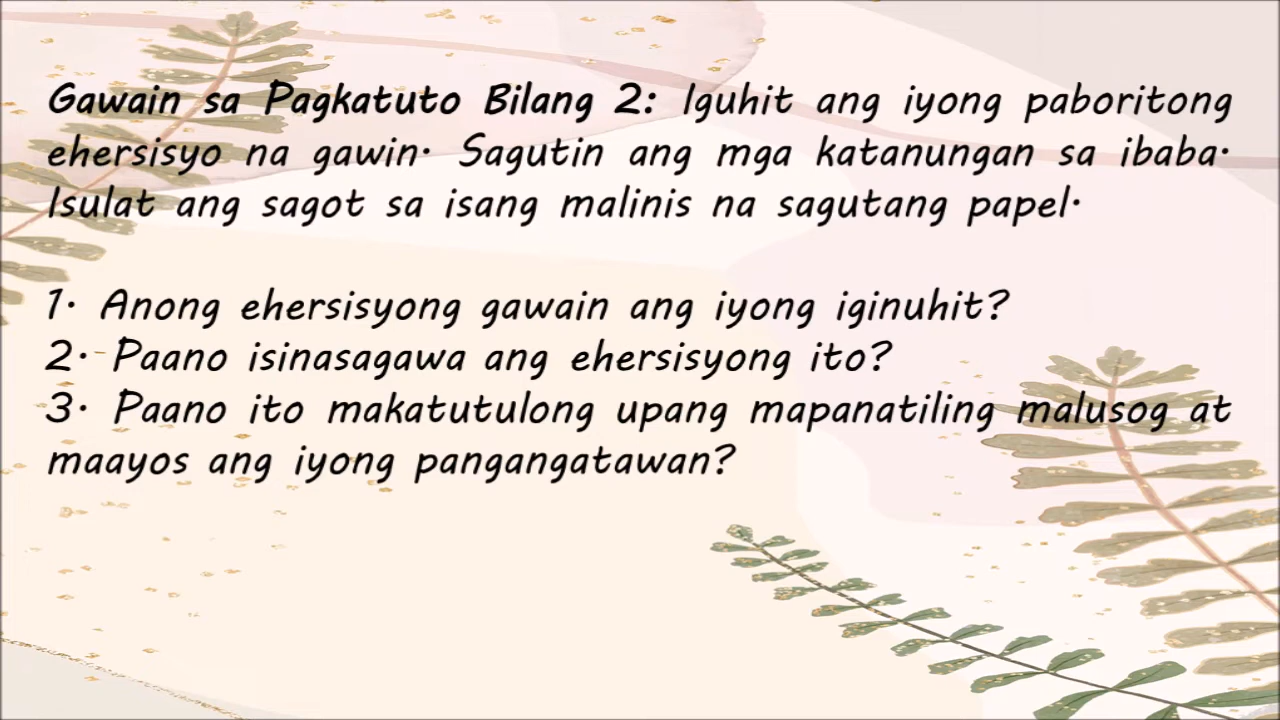 Gawain sa Pagkatuto Bilang 2: Iguhit ang iyong paboritong
ehersisyo na gawin. Sagutin ang mga katanungan sa ibaba.
Isulat ang sagot sa isang malinis na sagutang papel.
1. Anong ehersisyong gawain ang iyong iginuhit?
2. Paano isinasagawa ang ehersisyong ito?
3. Paano ito makatutulong upang mapanatiling malusog at
maayos ang iyong pangangatawan?